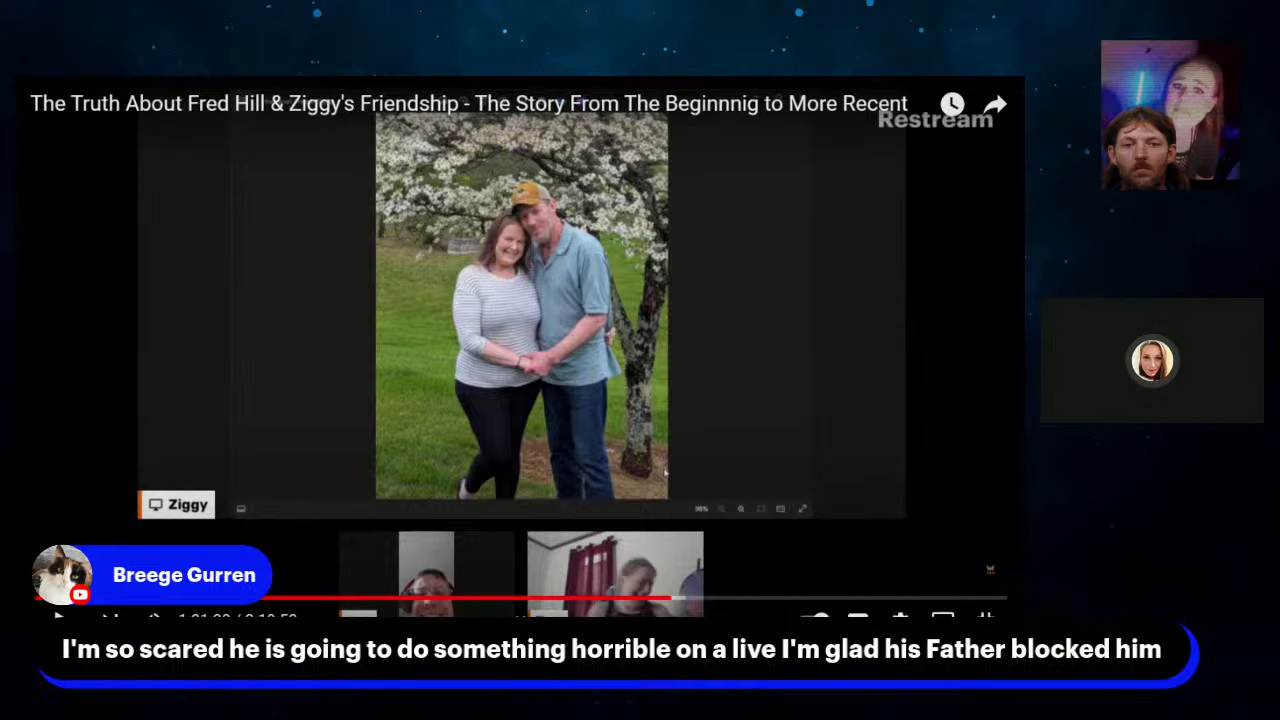 The Truth About Fred Hill & Ziggy's Friendship - The Story From The Beginnnig to More Recent
Restream
Ziggy
Breege Gurren
I'm so scared he is going to do something horrible on a live I'm glad his Father blocked him